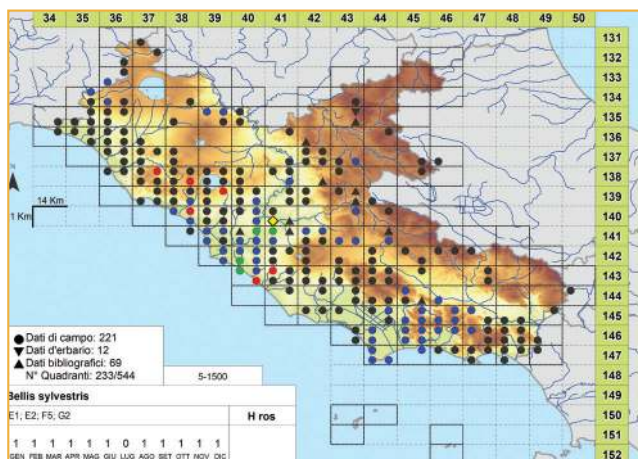 34 35 36 37 38 39 40 41 42 43 44 45 46 47 48 49 50
131
132
133
134
135
136
137
138
139
140
141
142
143
144
145
146
147
148
149
150
151
152
14 Km
1 Km
Dati di campo: 221
Dati d'erbario: 12
Dati bibliografici: 69
N° Quadranti: 233/544
5-1500
Bellis sylvestris
E1; E2; F5; G2
H ros
1 1 1 1 1 1 0 1 1 1 1 1
GEN FEB MAR APR MAG GIU LUG AGO SET OTT NOV DIC